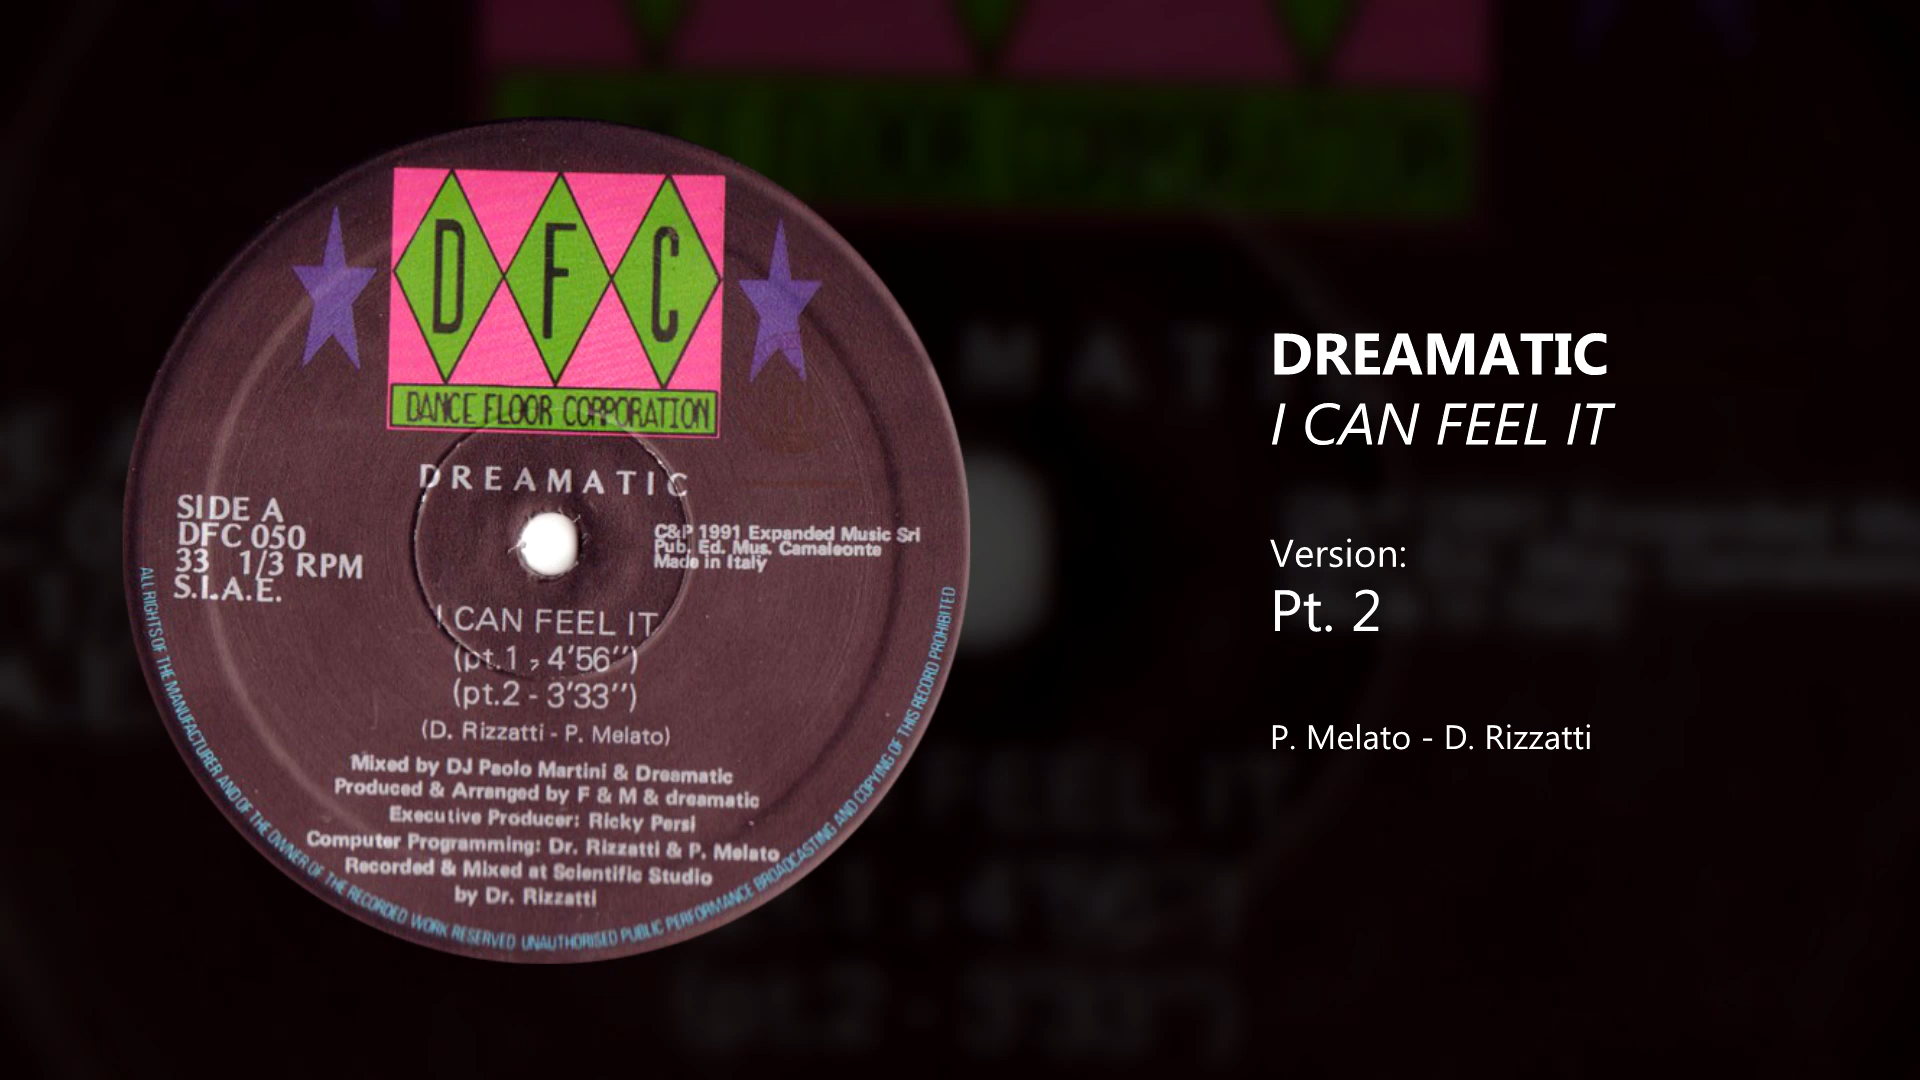 D F C
DANCE FLOOR CORPORATION
DREAMATIC
SIDE A
DFC 050
33 1/3 RPM
S.I.A.E.
C&P 1991 Expanded Music Srl
Pub. Ed. Mus. Camaleonte
Made in Italy
I CAN FEEL IT
(pt.1 - 4'56'')
(pt.2 - 3'33'')
(D. Rizzatti - P. Melato)
Mixed by DJ Paolo Martini & Dreamatic
Produced & Arranged by F & M & dreamatic
Executive Producer: Ricky Persi
Computer Programming: Dr. Rizzatti & P. Melato
Recorded & Mixed at Scientific Studio
by Dr. Rizzatti
ALL RIGHTS OF THE MANUFACTURER AND OF THE OWNER OF THE RECORDED WORK RESERVED UNAUTHORISED PUBLIC PERFORMANCE BROADCASTING AND COPYING OF THIS RECORD PROHIBITED
DREAMATIC
I CAN FEEL IT
Version:
Pt. 2
P. Melato - D. Rizzatti